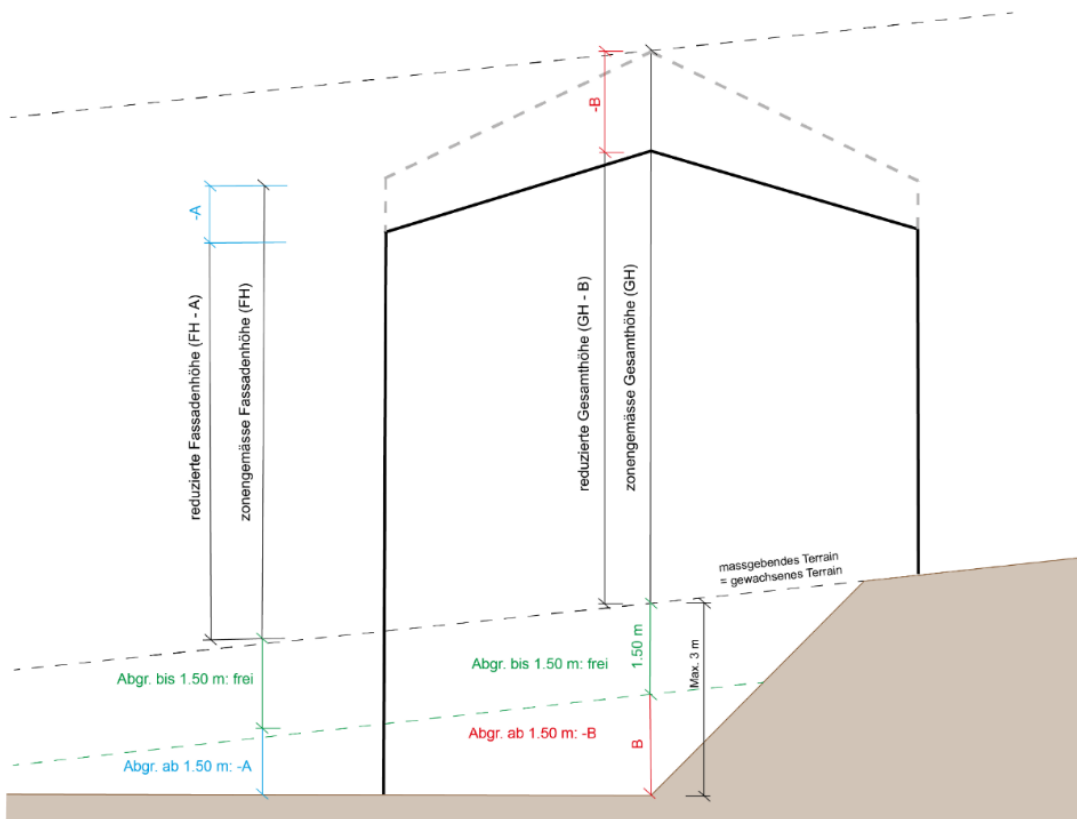 -B
-A
reduzierte Fassadenhöhe (FH - A)
zonengemässe Fassadenhöhe (FH)
reduzierte Gesamthöhe (GH - B)
zonengemässe Gesamthöhe (GH)
massgebendes Terrain
= gewachsenes Terrain
Abgr. bis 1.50 m: frei
Abgr. bis 1.50 m: frei
1.50 m
Max. 3 m
Abgr. ab 1.50 m: -A
Abgr. ab 1.50 m: -B
B